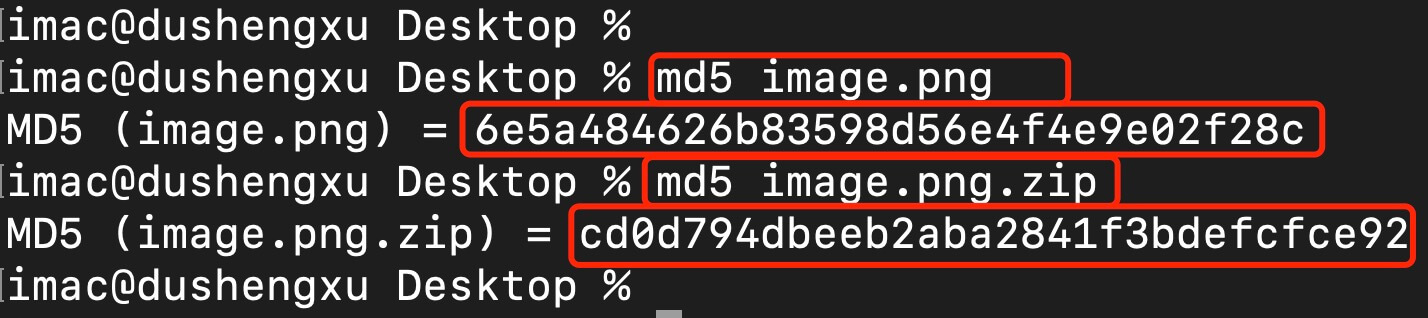 imac@dushengxu Desktop %
imac@dushengxu Desktop % md5 image.png
MD5 (image.png) = 6e5a484626b83598d56e4f4e9e02f28c
imac@dushengxu Desktop % md5 image.png.zip
MD5 (image.png.zip) = cd0d794dbeeb2aba2841f3bdefcfce92
imac@dushengxu Desktop %